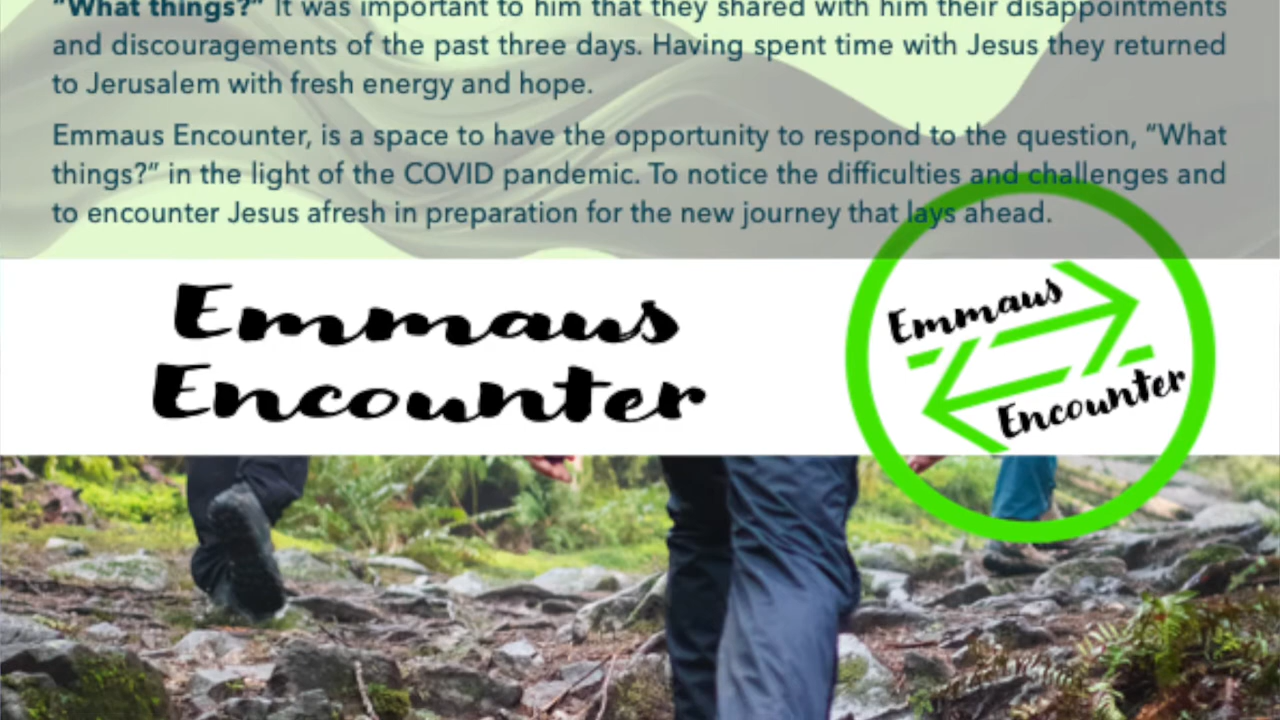 “What things?” It was important to him that they shared with him their disappointments
and discouragements of the past three days. Having spent time with Jesus they returned
to Jerusalem with fresh energy and hope.
Emmaus Encounter, is a space to have the opportunity to respond to the question, “What
things?” in the light of the COVID pandemic. To notice the difficulties and challenges and
to encounter Jesus afresh in preparation for the new journey that lays ahead.
Emmaus
Encounter
Emmaus
Encounter